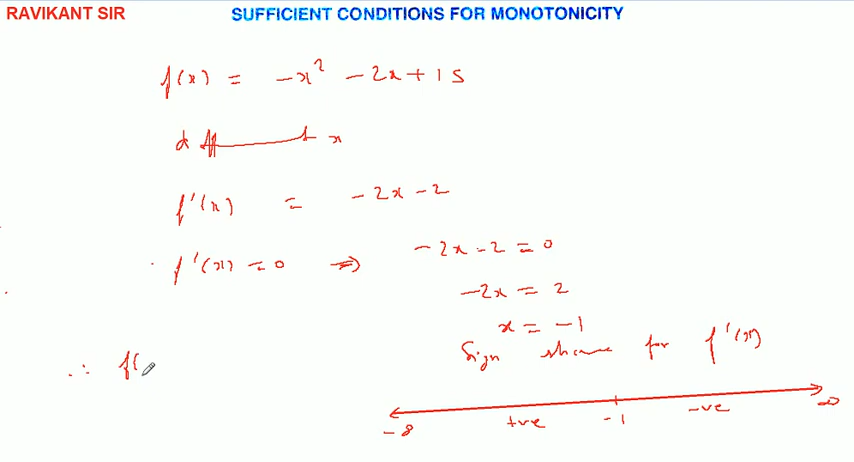 RAVIKANT SIR
SUFFICIENT CONDITIONS FOR MONOTONICITY
f(x) = -x² - 2x + 15
diff x
f'(x) = -2x - 2
f'(x) = 0 ⇒ -2x - 2 = 0
-2x = 2
x = -1
Sign for f'(x)
∴ f(
-∞ +ve -1 -ve ∞